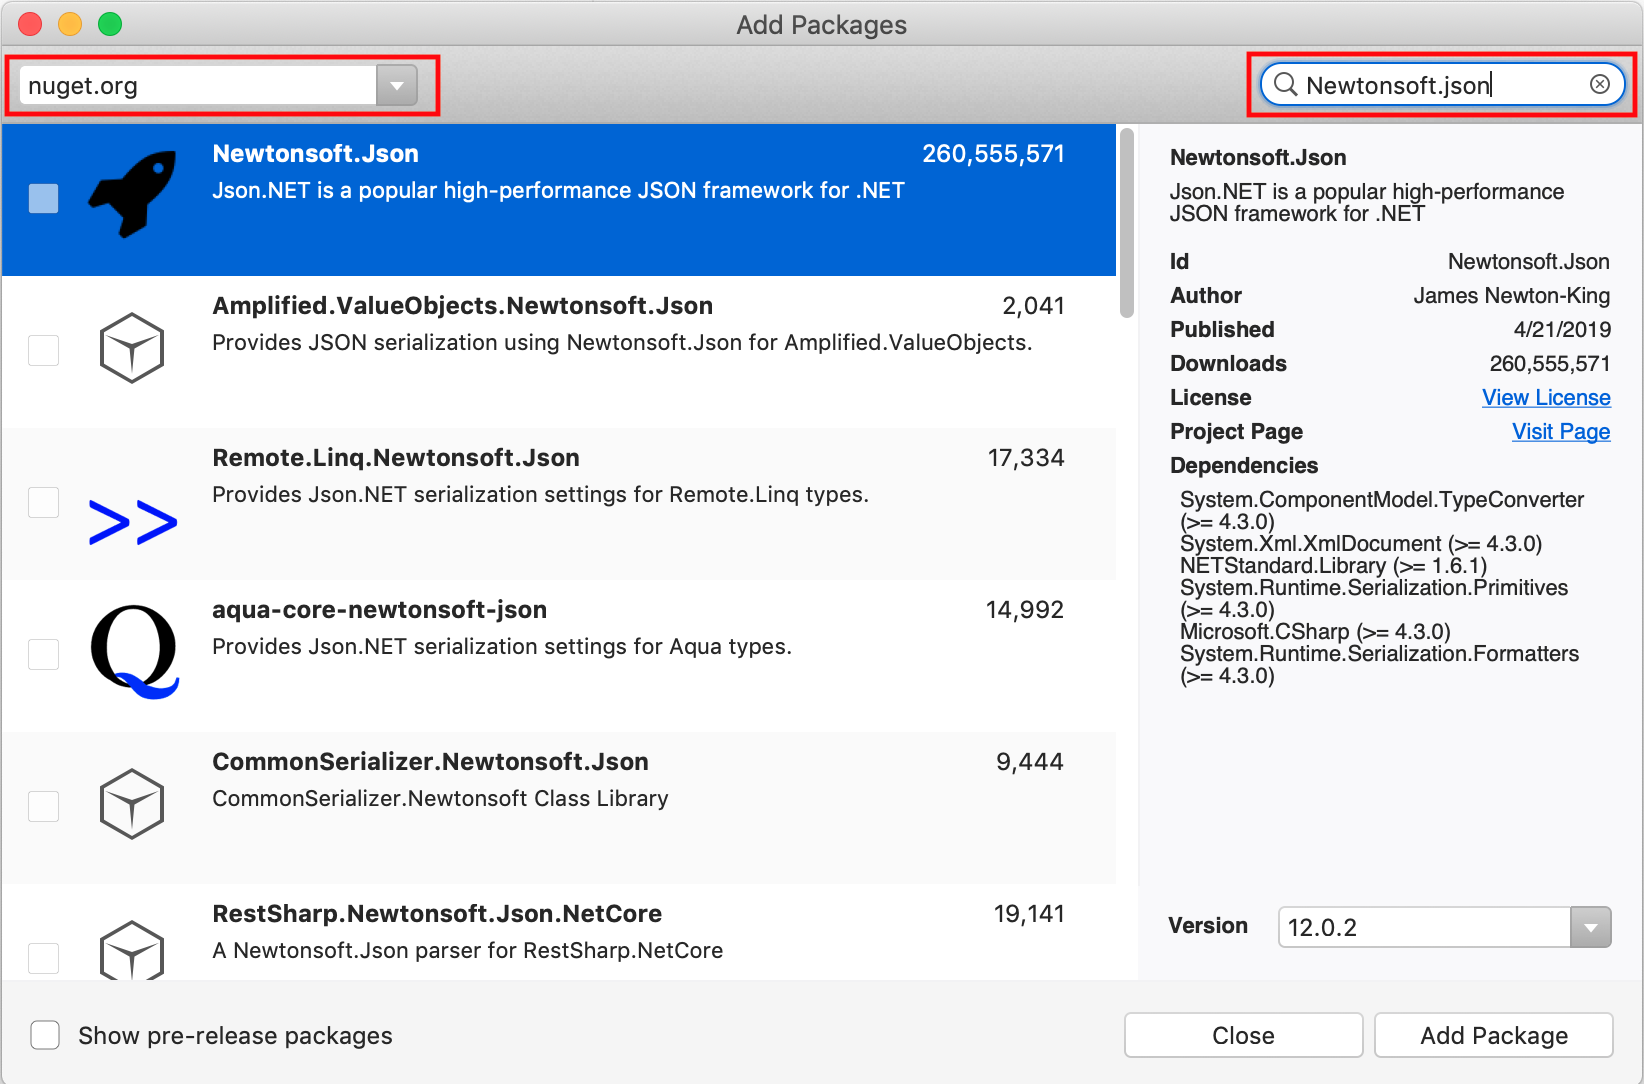 Add Packages
nuget.org
Newtonsoft.json
Newtonsoft.Json 260,555,571
Json.NET is a popular high-performance JSON framework for .NET
Amplified.ValueObjects.Newtonsoft.Json 2,041
Provides JSON serialization using Newtonsoft.Json for Amplified.ValueObjects.
Remote.Linq.Newtonsoft.Json 17,334
Provides Json.NET serialization settings for Remote.Linq types.
aqua-core-newtonsoft-json 14,992
Provides Json.NET serialization settings for Aqua types.
CommonSerializer.Newtonsoft.Json 9,444
CommonSerializer.Newtonsoft Class Library
RestSharp.Newtonsoft.Json.NetCore 19,141
A Newtonsoft.Json parser for RestSharp.NetCore
Newtonsoft.Json
Json.NET is a popular high-performance
JSON framework for .NET
Id Newtonsoft.Json
Author James Newton-King
Published 4/21/2019
Downloads 260,555,571
License View License
Project Page Visit Page
Dependencies
System.ComponentModel.TypeConverter
(>= 4.3.0)
System.Xml.XmlDocument (>= 4.3.0)
NETStandard.Library (>= 1.6.1)
System.Runtime.Serialization.Primitives
(>= 4.3.0)
Microsoft.CSharp (>= 4.3.0)
System.Runtime.Serialization.Formatters
(>= 4.3.0)
Version 12.0.2
Show pre-release packages
Close
Add Package